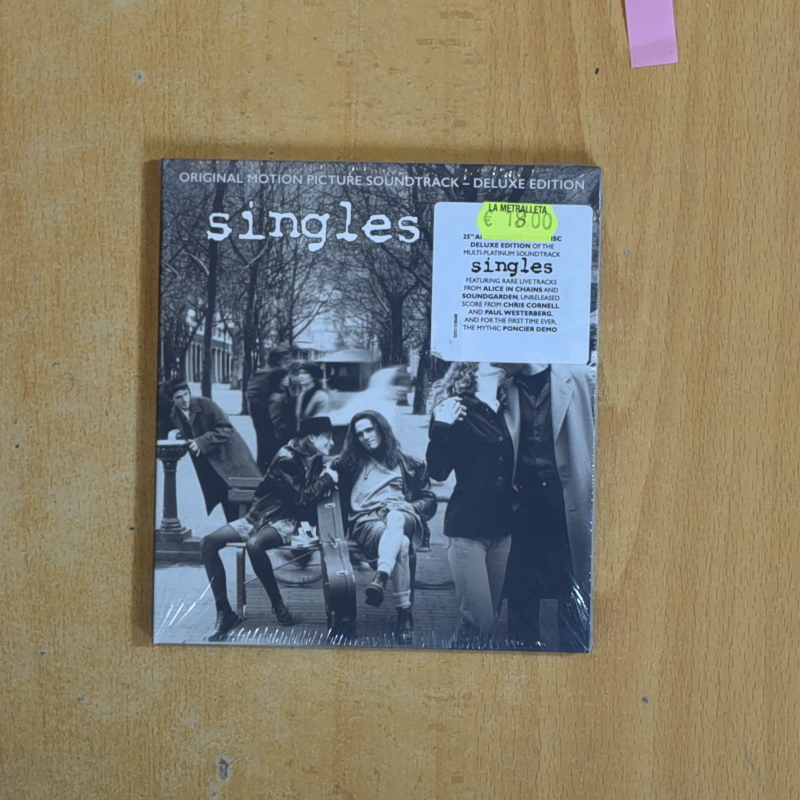 ORIGINAL MOTION PICTURE SOUNDTRACK – DELUXE EDITION
singles
LA METRALLETA
€ 18.00
25TH A ISC
DELUXE EDITION OF THE
MULTI-PLATINUM SOUNDTRACK
singles
FEATURING RARE LIVE TRACKS
FROM ALICE IN CHAINS AND
SOUNDGARDEN, UNRELEASED
SCORE FROM CHRIS CORNELL
AND PAUL WESTERBERG,
AND FOR THE FIRST TIME EVER,
THE MYTHIC PONCIER DEMO